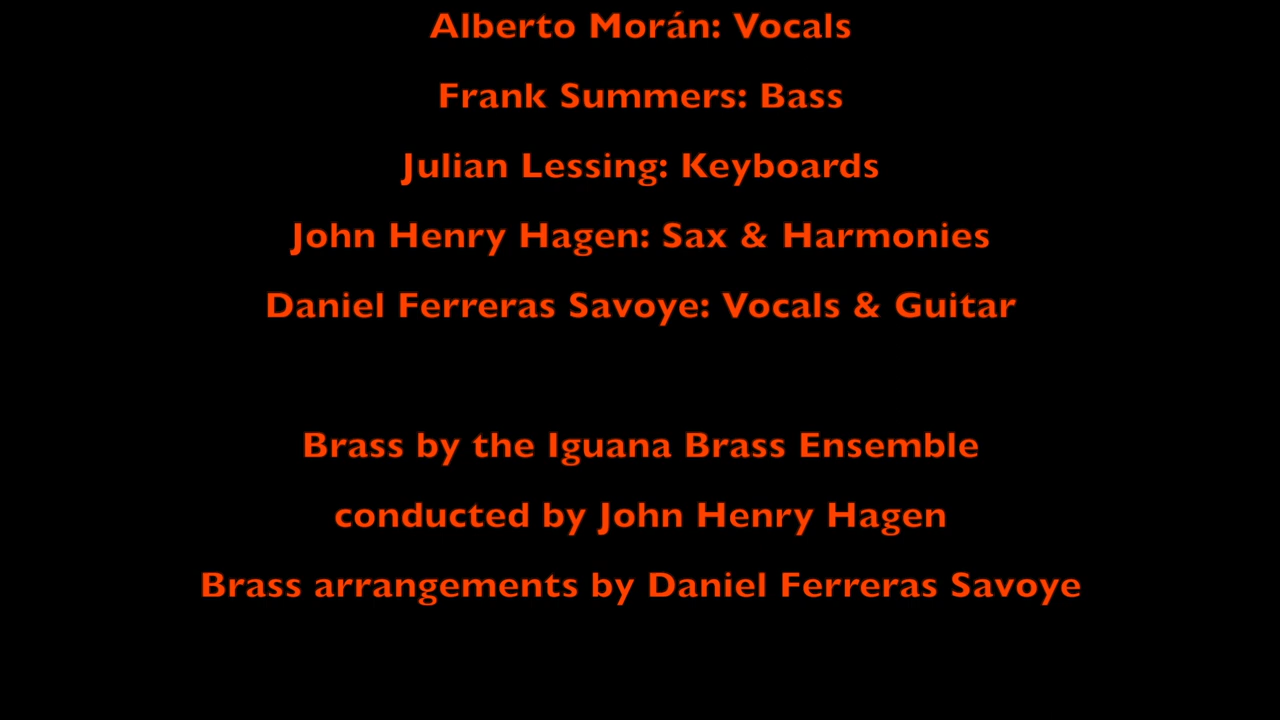 Alberto Morán: Vocals
Frank Summers: Bass
Julian Lessing: Keyboards
John Henry Hagen: Sax & Harmonies
Daniel Ferreras Savoye: Vocals & Guitar
Brass by the Iguana Brass Ensemble
conducted by John Henry Hagen
Brass arrangements by Daniel Ferreras Savoye